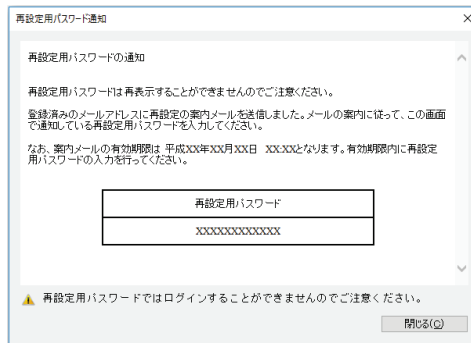 再設定用パスワード通知
再設定用パスワードの通知
再設定用パスワードは再表示することができませんのでご注意ください。
登録済みのメールアドレスに再設定の案内メールを送信しました。メールの案内に従って、この画面
で通知している再設定用パスワードを入力してください。
なお、案内メールの有効期限は 平成XX年XX月XX日 XX:XXとなります。有効期限内に再設定
用パスワードの入力を行ってください。
再設定用パスワード
XXXXXXXXXXXX
再設定用パスワードではログインすることができませんのでご注意ください。
閉じる(C)